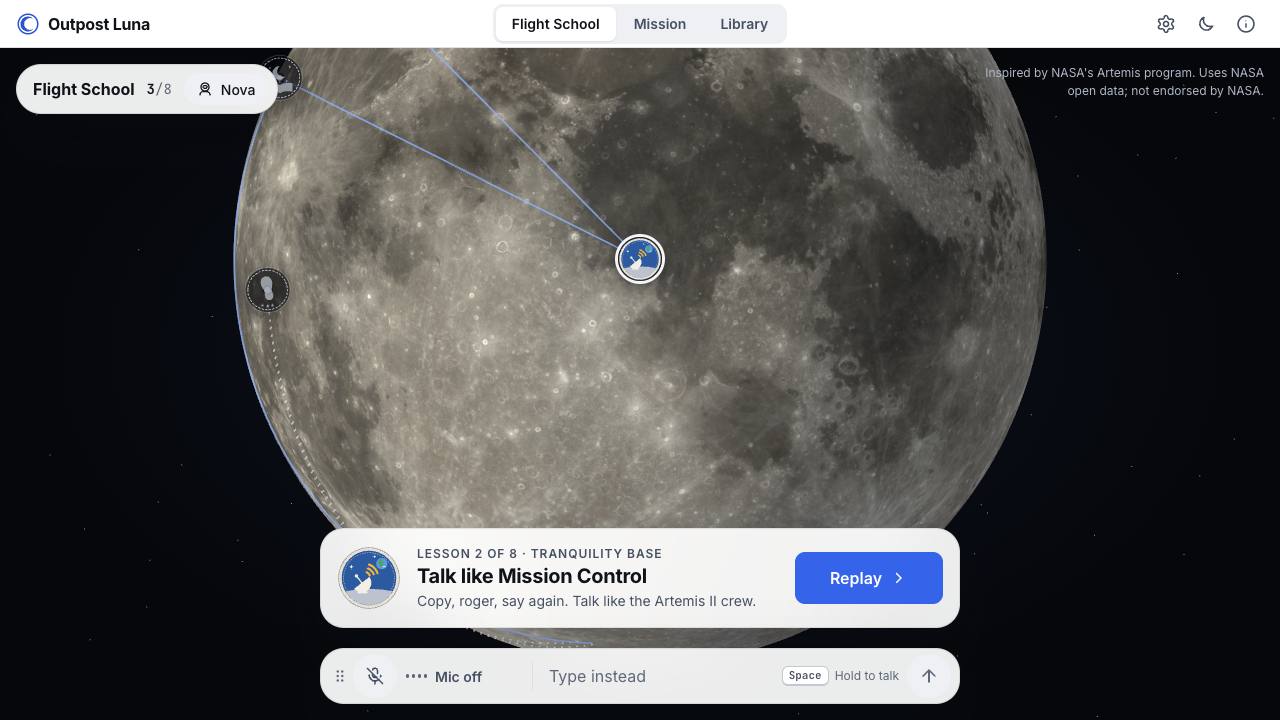 Outpost Luna
Flight School
Mission
Library
Flight School 3/8 Nova
Inspired by NASA's Artemis program. Uses NASA
open data; not endorsed by NASA.
LESSON 2 OF 8 · TRANQUILITY BASE
Talk like Mission Control
Copy, roger, say again. Talk like the Artemis II crew.
Replay
Mic off
Type instead
Space Hold to talk